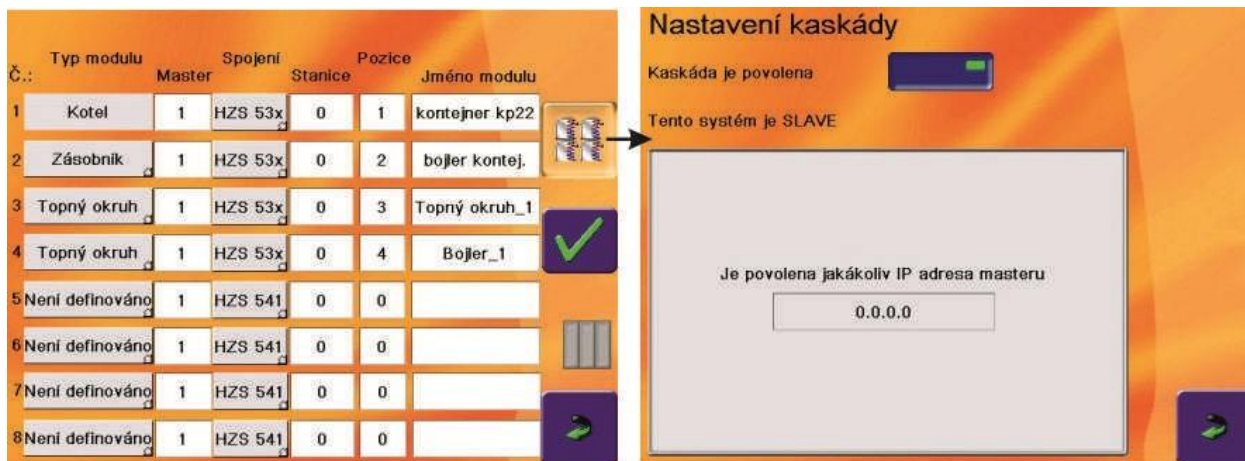 Typ modulu Spojení Pozice
Č.: Master Stanice Jméno modulu
1 Kotel 1 HZS 53x 0 1 kontejner kp22
2 Zásobník 1 HZS 53x 0 2 bojler kontej.
3 Topný okruh 1 HZS 53x 0 3 Topný okruh_1
4 Topný okruh 1 HZS 53x 0 4 Bojler_1
5 Není definováno 1 HZS 541 0 0
6 Není definováno 1 HZS 541 0 0
7 Není definováno 1 HZS 541 0 0
8 Není definováno 1 HZS 541 0 0
Nastavení kaskády
Kaskáda je povolena
Tento systém je SLAVE
Je povolena jakákoliv IP adresa masteru
0.0.0.0